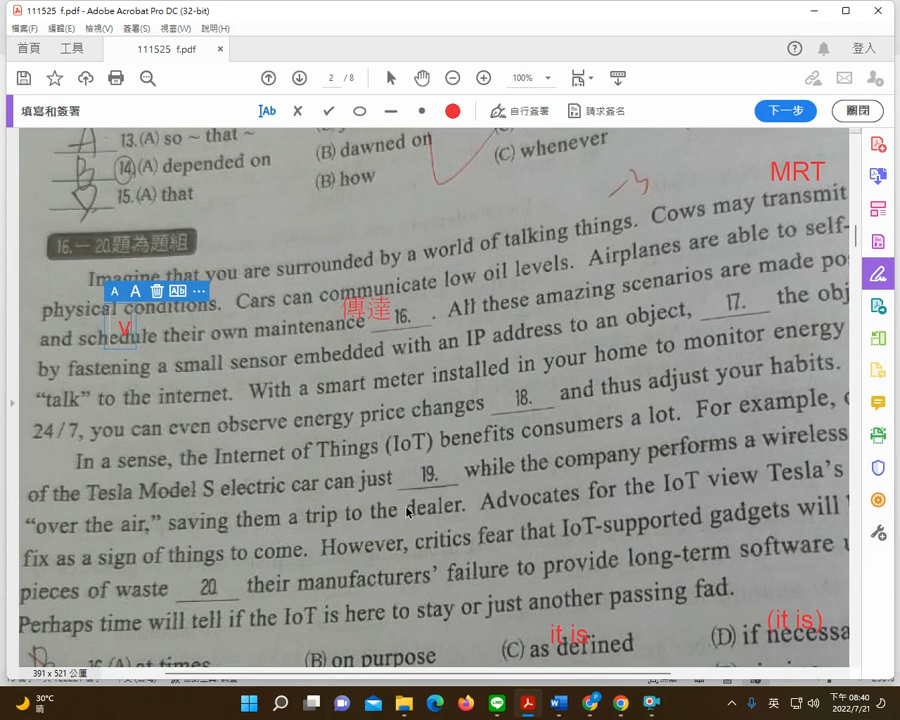 111525 f.pdf - Adobe Acrobat Pro DC (32-bit)
檔案(F) 編輯(E) 檢視(V) 簽署(S) 視窗(W) 說明(H)
首頁 工具 111525 f.pdf × 登入
2 / 8 100%
填寫和簽署 Ab 自行簽署 請求簽名 下一步 關閉
A 13.(A) so ~ that ~
B 14.(A) depended on (B) dawned on (C) whenever
15.(A) that (B) how
MRT
16.－20.題為題組
Imagine that you are surrounded by a world of talking things. Cows may transmit
physical conditions. Cars can communicate low oil levels. Airplanes are able to self-
傳達
V
and schedule their own maintenance 16. . All these amazing scenarios are made po
by fastening a small sensor embedded with an IP address to an object, 17. the obj
“talk” to the internet. With a smart meter installed in your home to monitor energy
24/7, you can even observe energy price changes 18. and thus adjust your habits.
In a sense, the Internet of Things (IoT) benefits consumers a lot. For example,
of the Tesla Model S electric car can just 19. while the company performs a wireless
“over the air,” saving them a trip to the dealer. Advocates for the IoT view Tesla’s
fix as a sign of things to come. However, critics fear that IoT-supported gadgets will
pieces of waste 20 their manufacturers’ failure to provide long-term software
Perhaps time will tell if the IoT is here to stay or just another passing fad.
it is (it is)
16.(A) at times (B) on purpose (C) as defined (D) if necessa
391 x 521 公釐
30°C
晴
英
下午 08:40
2022/7/21